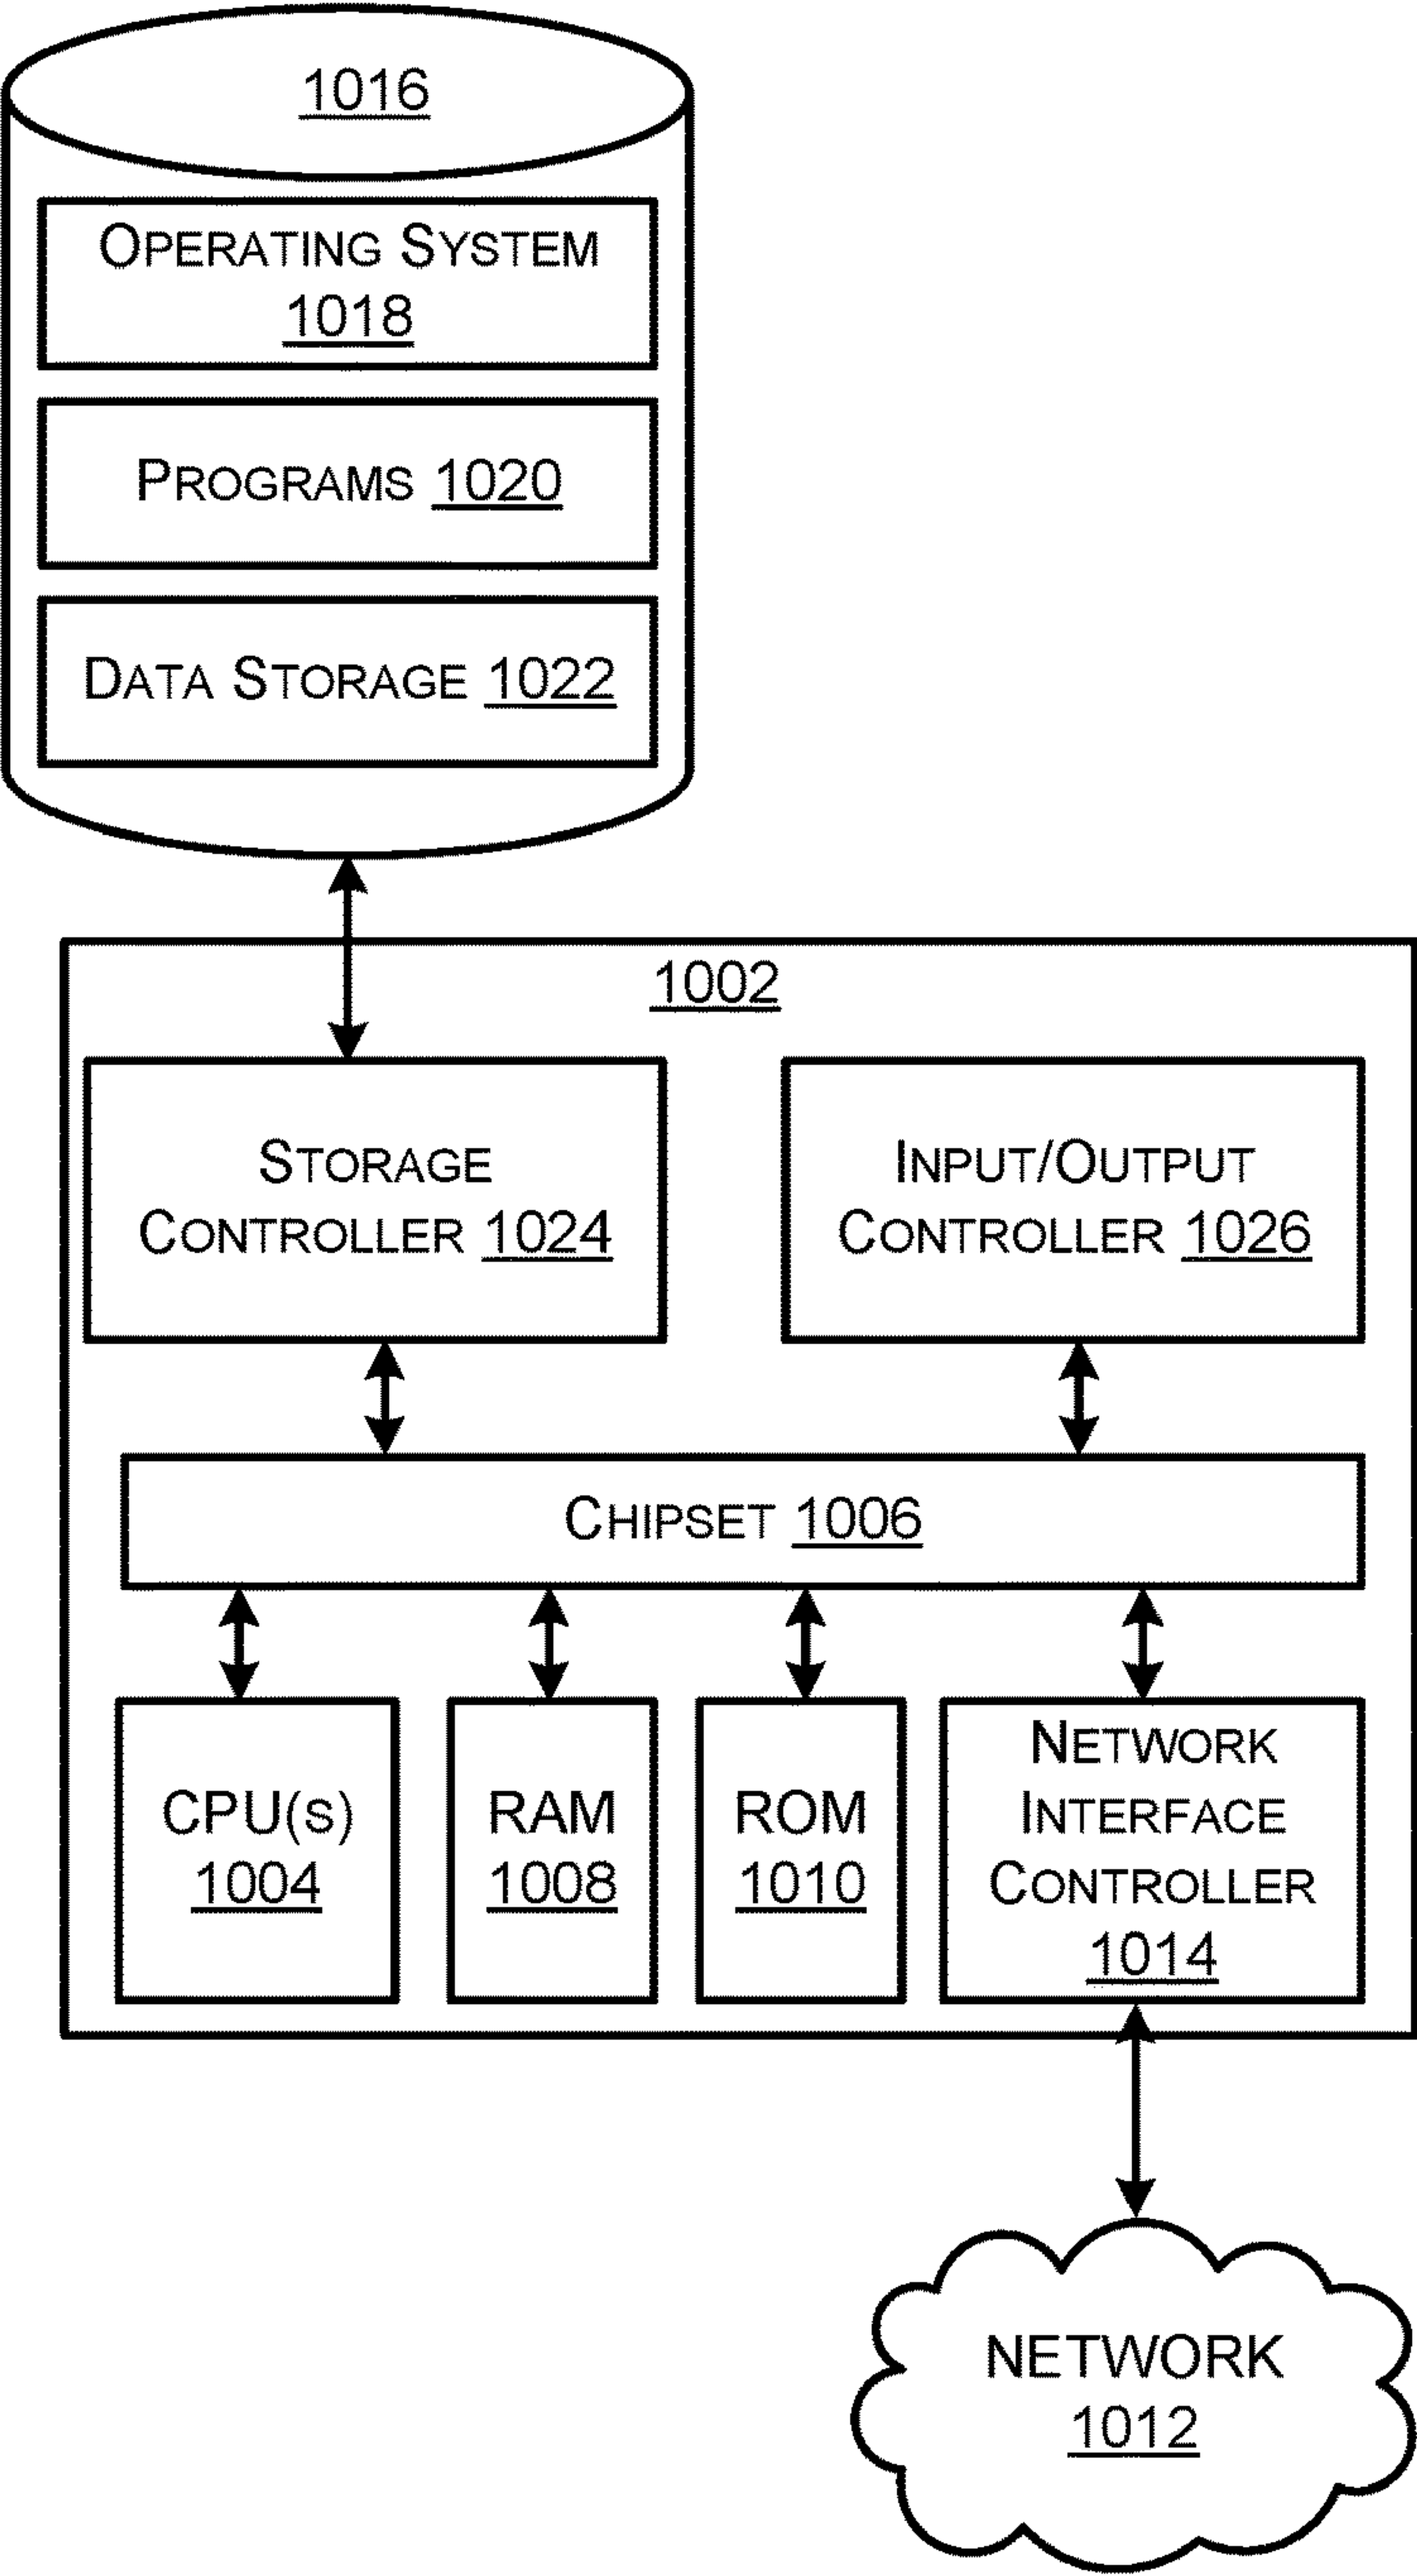 1016
OPERATING SYSTEM
1018
PROGRAMS 1020
DATA STORAGE 1022
1002
STORAGE
CONTROLLER 1024
INPUT/OUTPUT
CONTROLLER 1026
CHIPSET 1006
CPU(S)
1004
RAM
1008
ROM
1010
NETWORK
INTERFACE
CONTROLLER
1014
NETWORK
1012